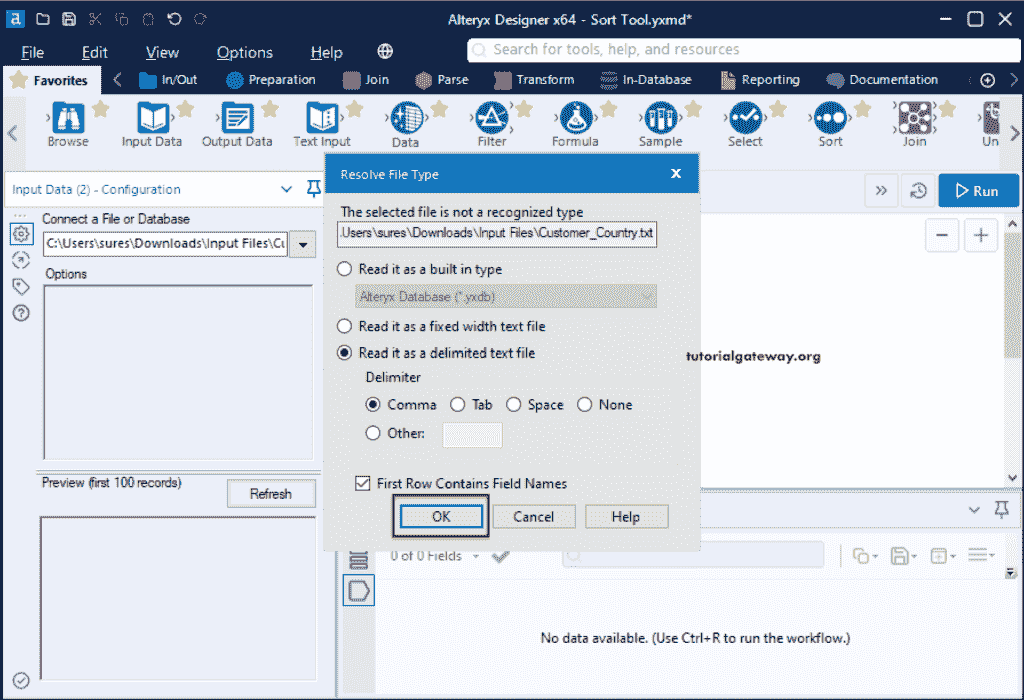 a
Alteryx Designer x64 - Sort Tool.yxmd*
File Edit View Options Help
Search for tools, help, and resources
Favorites In/Out Preparation Join Parse Transform In-Database Reporting Documentation
Browse Input Data Output Data Text Input Data Filter Formula Sample Select Sort Join Un
Input Data (2) - Configuration
Run
Connect a File or Database
C:\Users\sures\Downloads\Input Files\Cu
Options
Resolve File Type
The selected file is not a recognized type
.Users\sures\Downloads\Input Files\Customer_Country.txt
Read it as a built in type
Alteryx Database (*.yxdb)
Read it as a fixed width text file
Read it as a delimited text file
Delimiter
Comma Tab Space None
Other:
First Row Contains Field Names
OK Cancel Help
tutorialgateway.org
Preview (first 100 records)
Refresh
0 of 0 Fields
No data available. (Use Ctrl+R to run the workflow.)